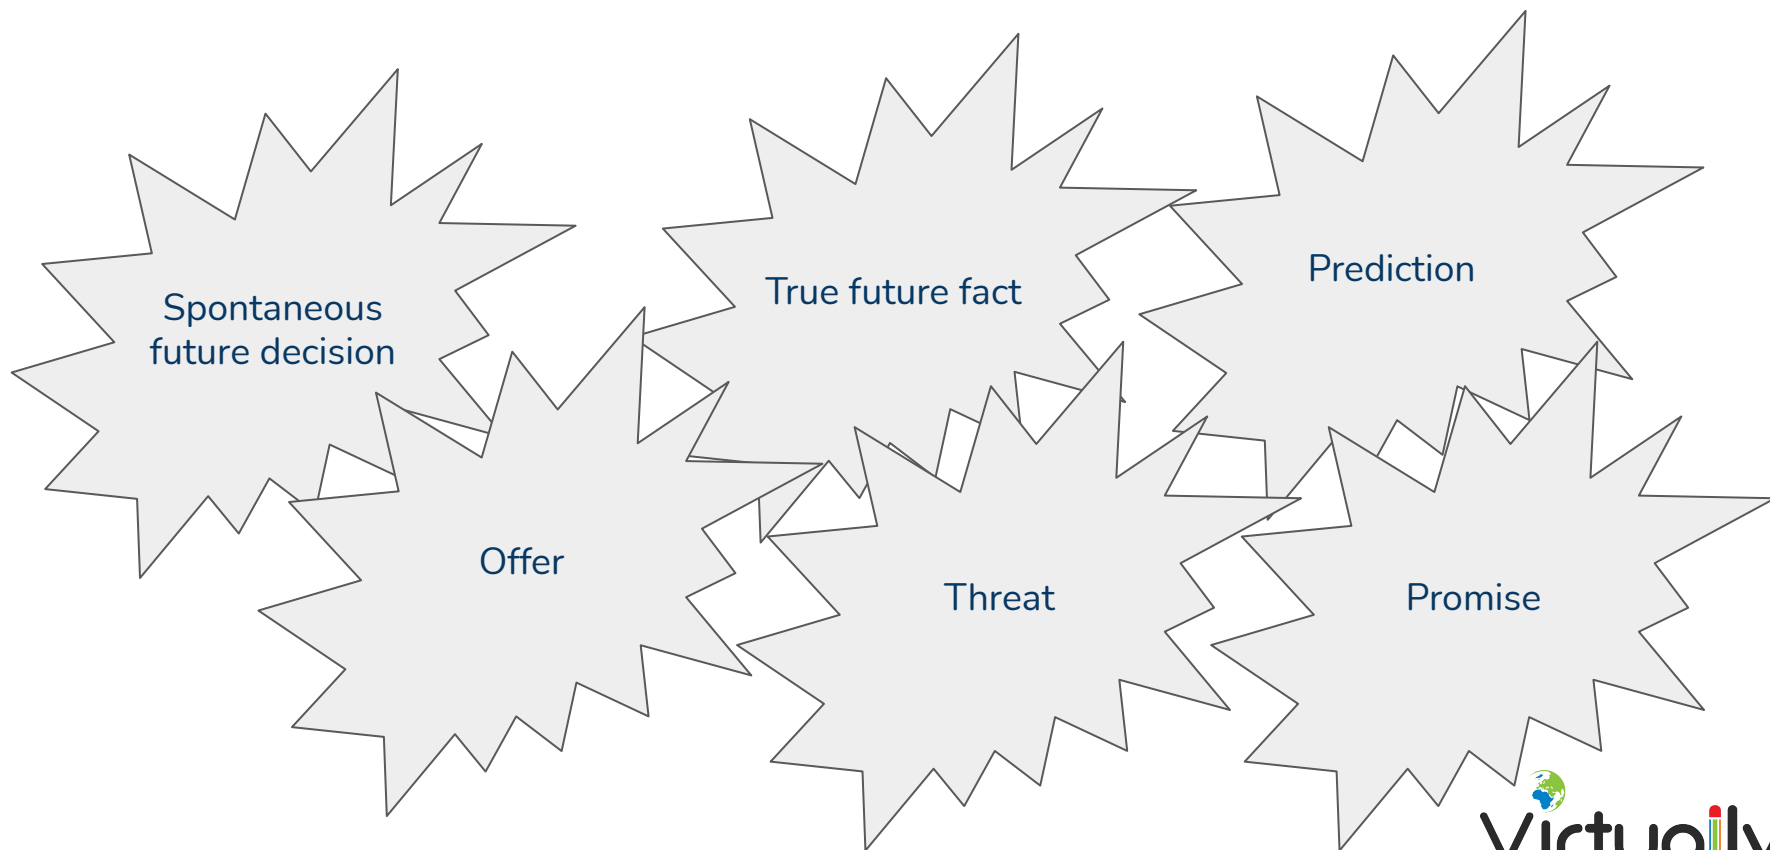 Spontaneous
future decision
True future fact
Prediction
Offer
Threat
Promise